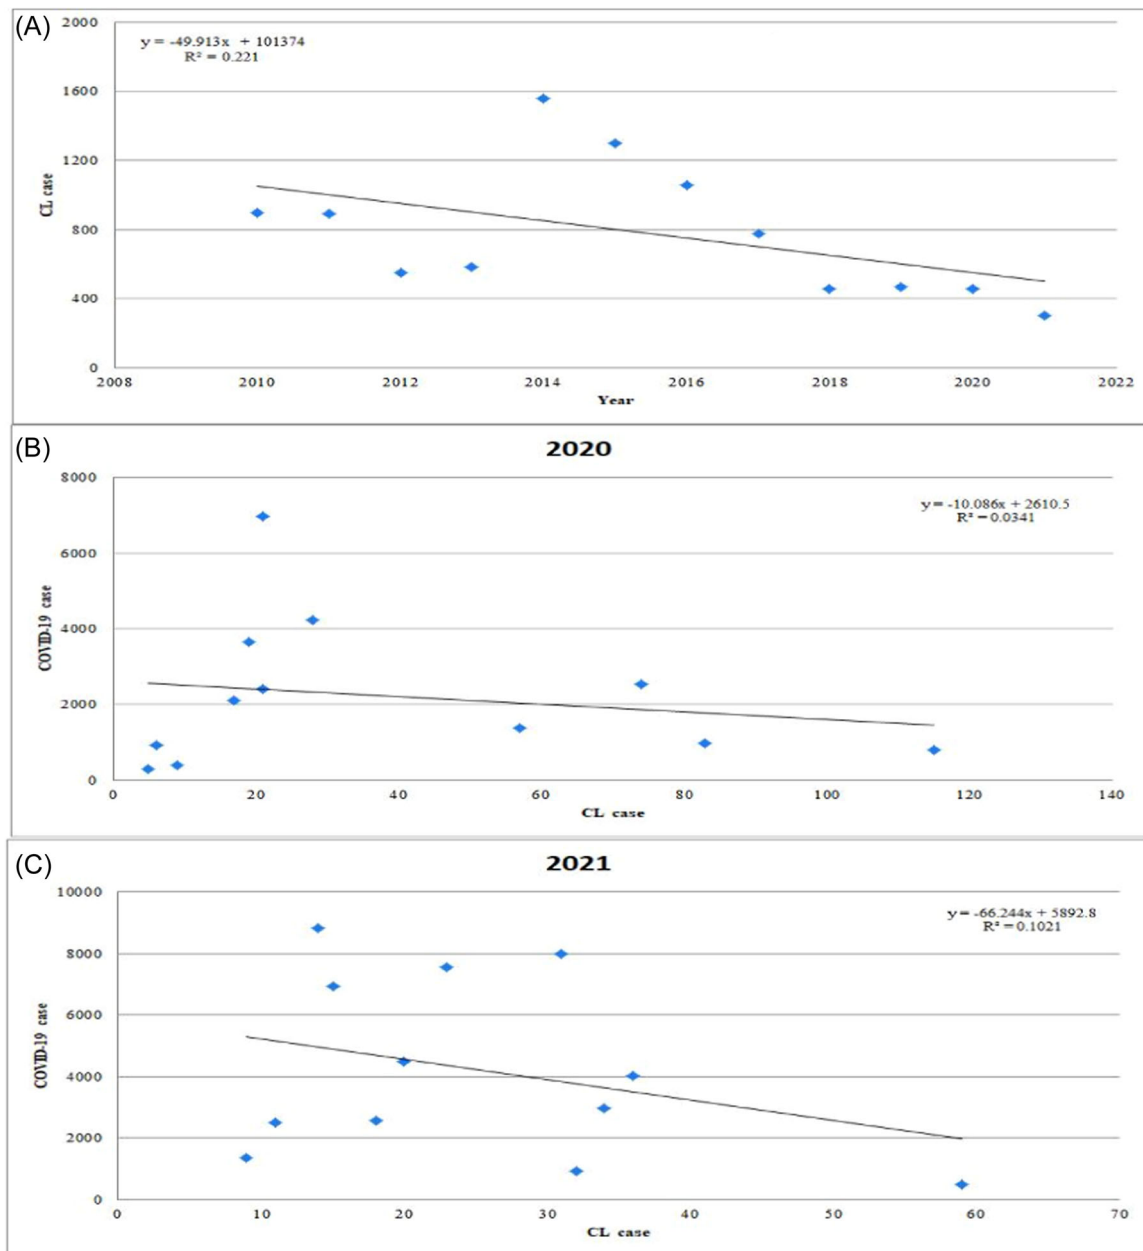 (A)
2000
y = -49.913x + 101374
R² = 0.221
1600
1200
CL case
800
400
0
2008 2010 2012 2014 2016 2018 2020 2022
Year
(B)
2020
8000
y = -10.086x + 2610.5
R² = 0.0341
6000
COVID-19 case
4000
2000
0
0 20 40 60 80 100 120 140
CL case
(C)
2021
10000
y = -66.244x + 5892.8
R² = 0.1021
8000
6000
COVID-19 case
4000
2000
0
0 10 20 30 40 50 60 70
CL case